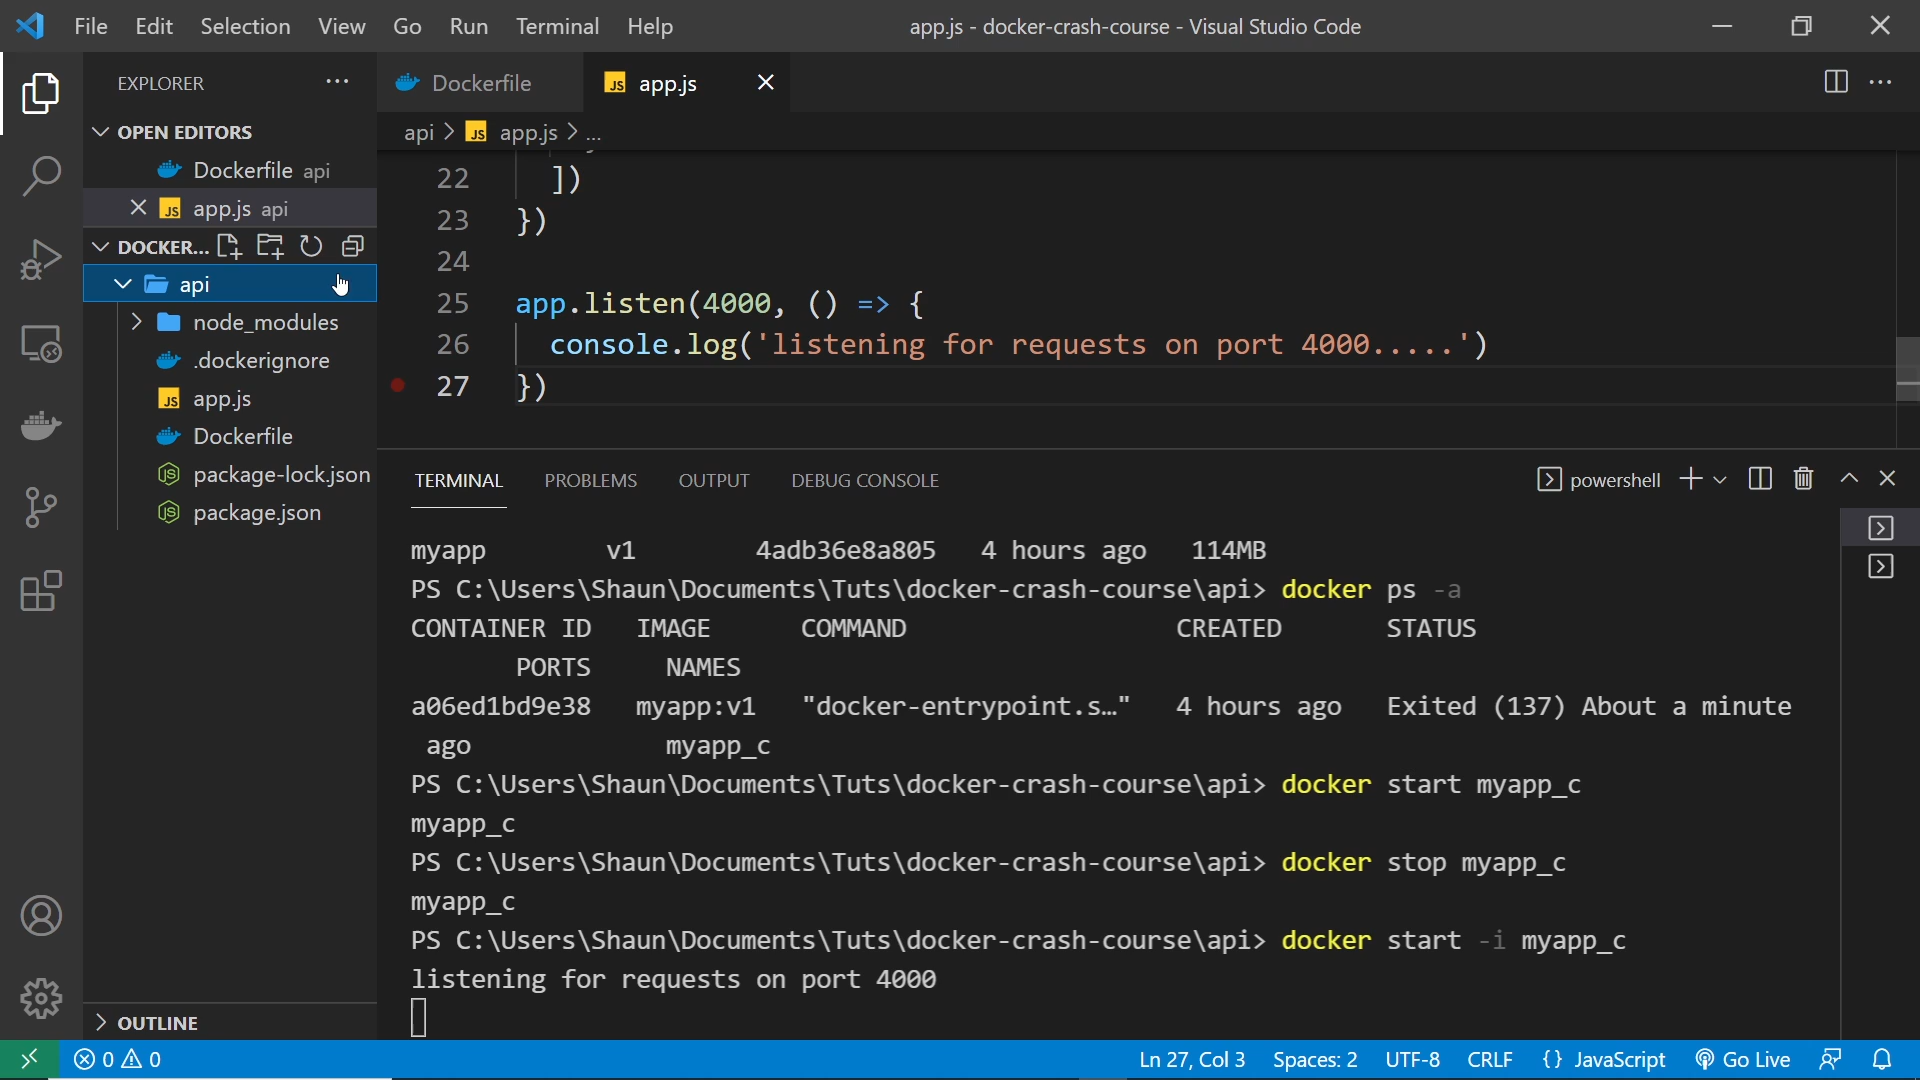 File Edit Selection View Go Run Terminal Help
app.js - docker-crash-course - Visual Studio Code
EXPLORER
Dockerfile
JS app.js
OPEN EDITORS
api > JS app.js > ...
Dockerfile api
JS app.js api
DOCKER...
api
node_modules
.dockerignore
JS app.js
Dockerfile
package-lock.json
package.json
OUTLINE
22 ])
23 })
24
25 app.listen(4000, () => {
26 console.log('listening for requests on port 4000.....')
27 })
TERMINAL PROBLEMS OUTPUT DEBUG CONSOLE
powershell
myapp v1 4adb36e8a805 4 hours ago 114MB
PS C:\Users\Shaun\Documents\Tuts\docker-crash-course\api> docker ps -a
CONTAINER ID IMAGE COMMAND CREATED STATUS
PORTS NAMES
a06ed1bd9e38 myapp:v1 "docker-entrypoint.s…" 4 hours ago Exited (137) About a minute
ago myapp_c
PS C:\Users\Shaun\Documents\Tuts\docker-crash-course\api> docker start myapp_c
myapp_c
PS C:\Users\Shaun\Documents\Tuts\docker-crash-course\api> docker stop myapp_c
myapp_c
PS C:\Users\Shaun\Documents\Tuts\docker-crash-course\api> docker start -i myapp_c
listening for requests on port 4000
0 0
Ln 27, Col 3 Spaces: 2 UTF-8 CRLF {} JavaScript Go Live